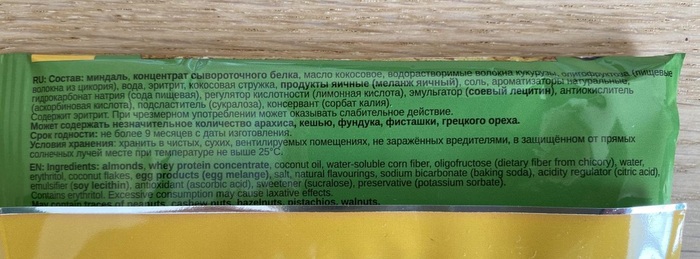 RU: Состав: миндаль, концентрат сывороточного белка, масло кокосовое, водорастворимые волокна кукурузы, олигофруктоза (пищевые
волокна из цикория), вода, эритрит, кокосовая стружка, продукты яичные (меланж яичный), соль, ароматизаторы натуральные,
гидрокарбонат натрия (сода пищевая), регулятор кислотности (лимонная кислота), эмульгатор (соевый лецитин), антиокислитель
(аскорбиновая кислота), подсластитель (сукралоза), консервант (сорбат калия).
Содержит эритрит. При чрезмерном употреблении может оказывать слабительное действие.
Может содержать незначительное количество арахиса, кешью, фундука, фисташки, грецкого ореха.
Срок годности: не более 9 месяцев с даты изготовления.
Условия хранения: хранить в чистых, сухих, вентилируемых помещениях, не заражённых вредителями, в защищённом от прямых
солнечных лучей месте при температуре не выше 25°C.
EN: Ingredients: almonds, whey protein concentrate, coconut oil, water-soluble corn fiber, oligofructose (dietary fiber from chicory), water,
erythritol, coconut flakes, egg products (egg melange), salt, natural flavourings, sodium bicarbonate (baking soda), acidity regulator (citric acid),
emulsifier (soy lecithin), antioxidant (ascorbic acid), sweetener (sucralose), preservative (potassium sorbate).
Contains erythritol. Excessive consumption may cause laxative effects.
May contain traces of peanuts, cashew nuts, hazelnuts, pistachios, walnuts.